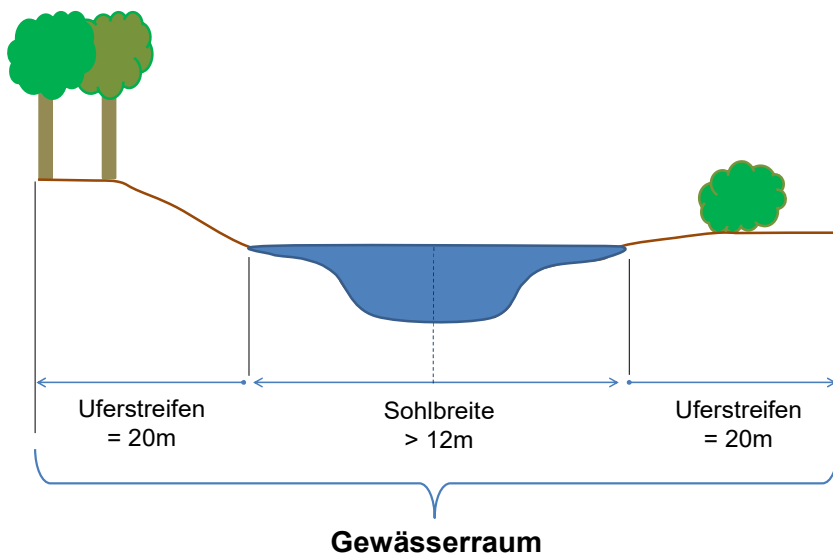 Uferstreifen
= 20m
Sohlbreite
> 12m
Uferstreifen
= 20m
Gewässerraum